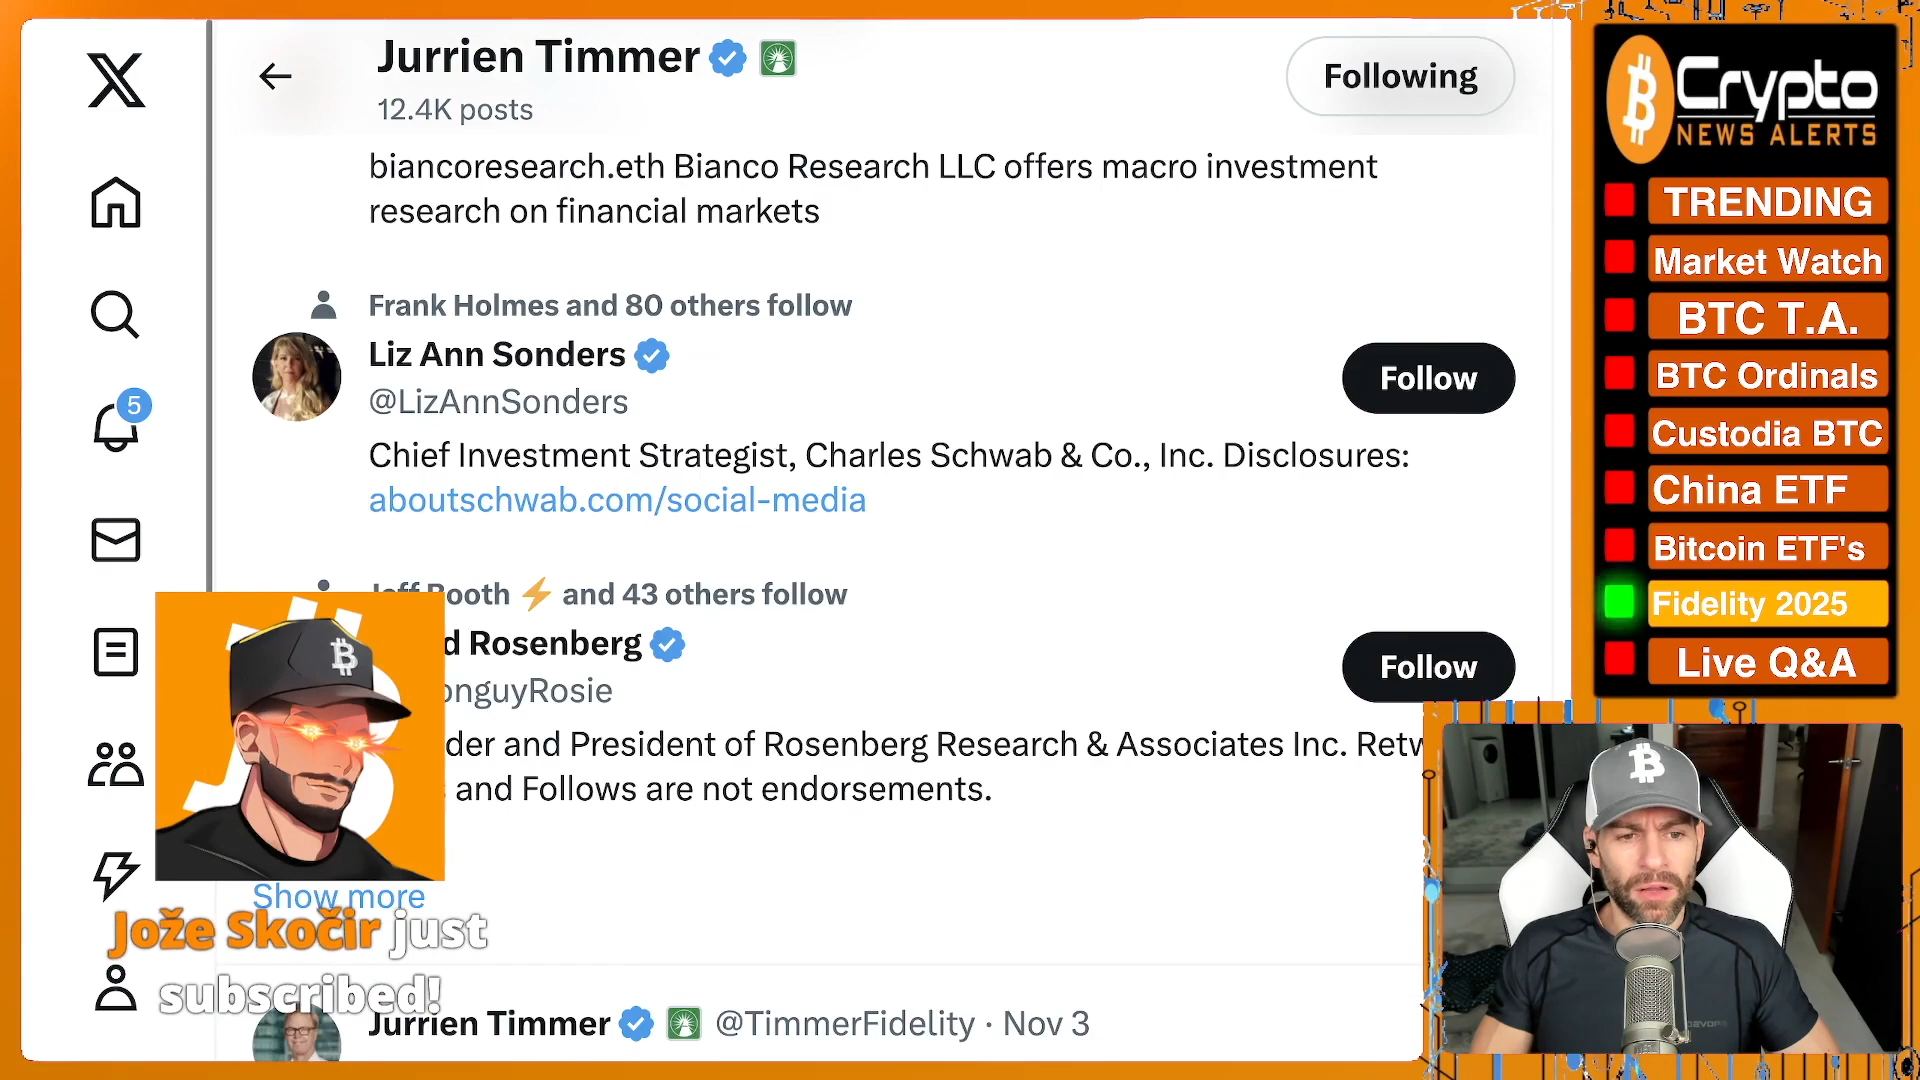 Jurrien Timmer
12.4K posts
Following
biancoresearch.eth Bianco Research LLC offers macro investment
research on financial markets
Frank Holmes and 80 others follow
Liz Ann Sonders
@LizAnnSonders
Follow
Chief Investment Strategist, Charles Schwab & Co., Inc. Disclosures:
aboutschwab.com/social-media
Booth ⚡ and 43 others follow
d Rosenberg
onguyRosie
Follow
der and President of Rosenberg Research & Associates Inc. Retw
and Follows are not endorsements.
Show more
Jože Skočir just
subscribed!
Jurrien Timmer @TimmerFidelity · Nov 3
5
Crypto
NEWS ALERTS
TRENDING
Market Watch
BTC T.A.
BTC Ordinals
Custodia BTC
China ETF
Bitcoin ETF's
Fidelity 2025
Live Q&A